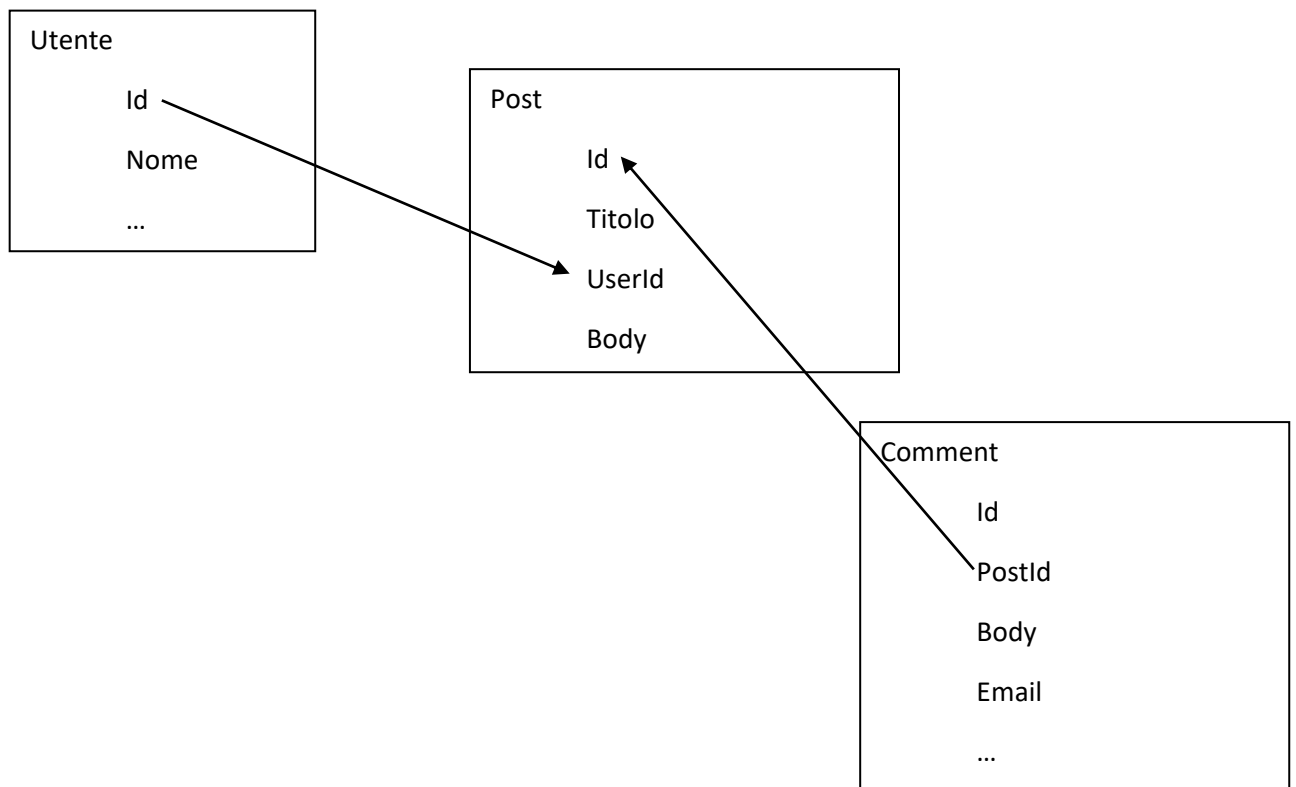 Utente
Id
Nome
…
Post
Id
Titolo
UserId
Body
Comment
Id
PostId
Body
Email
…